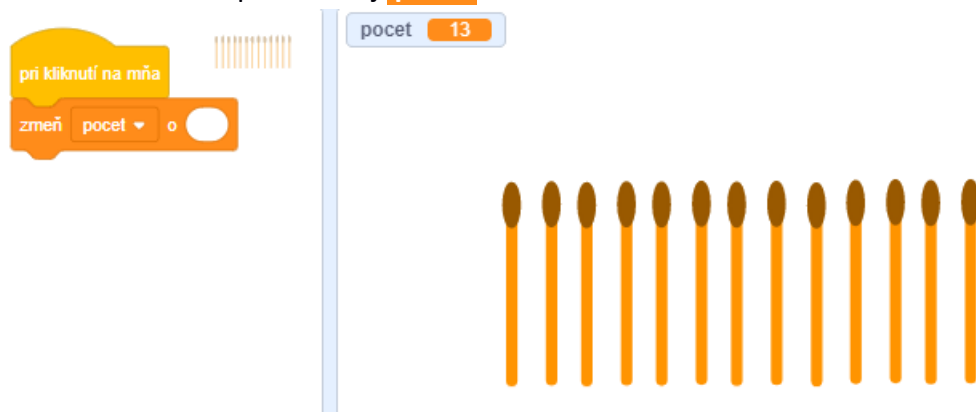 pri kliknutí na mňa
zmeň pocet o
pocet 13